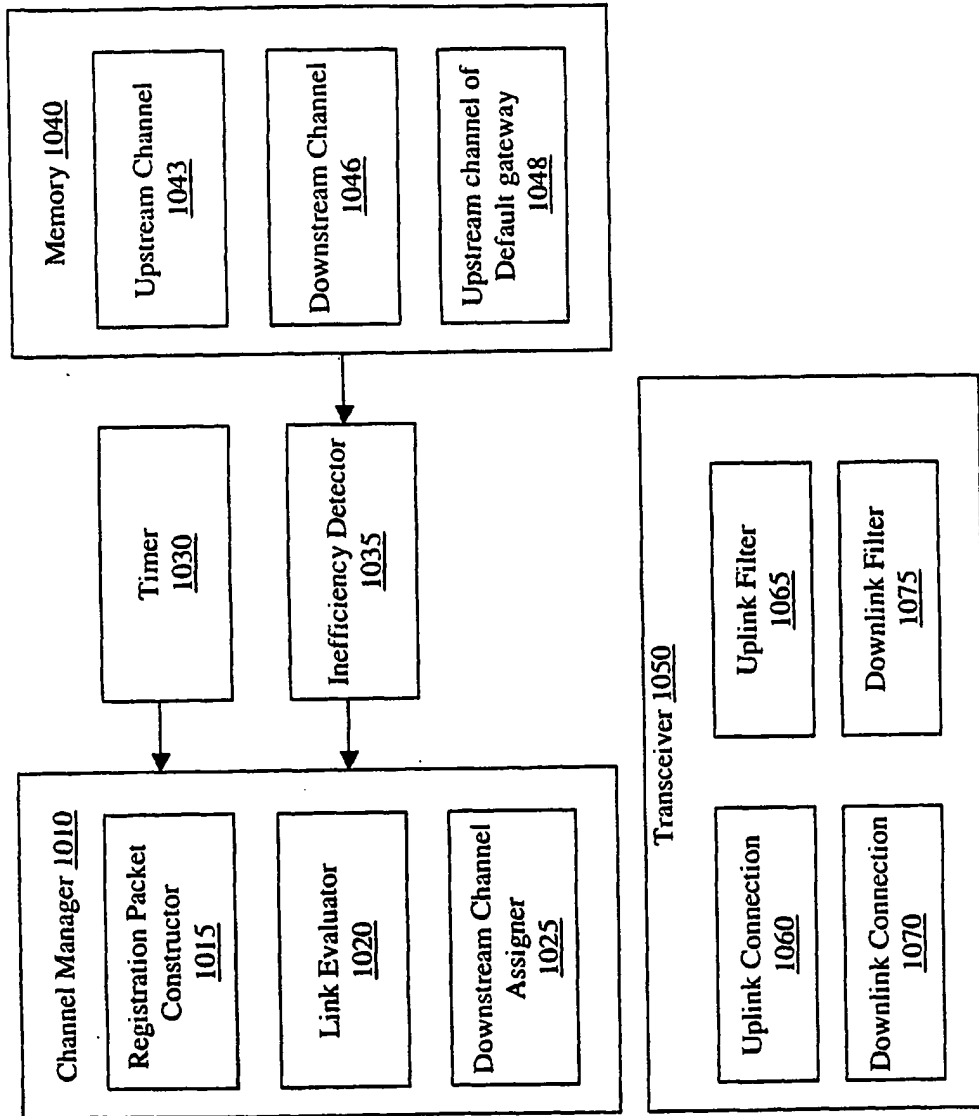 Channel Manager 1010
Registration Packet
Constructor
1015
Link Evaluator
1020
Downstream Channel
Assigner
1025
Timer
1030
Inefficiency Detector
1035
Memory 1040
Upstream Channel
1043
Downstream Channel
1046
Upstream channel of
Default gateway
1048
Transceiver 1050
Uplink Connection
1060
Uplink Filter
1065
Downlink Connection
1070
Downlink Filter
1075